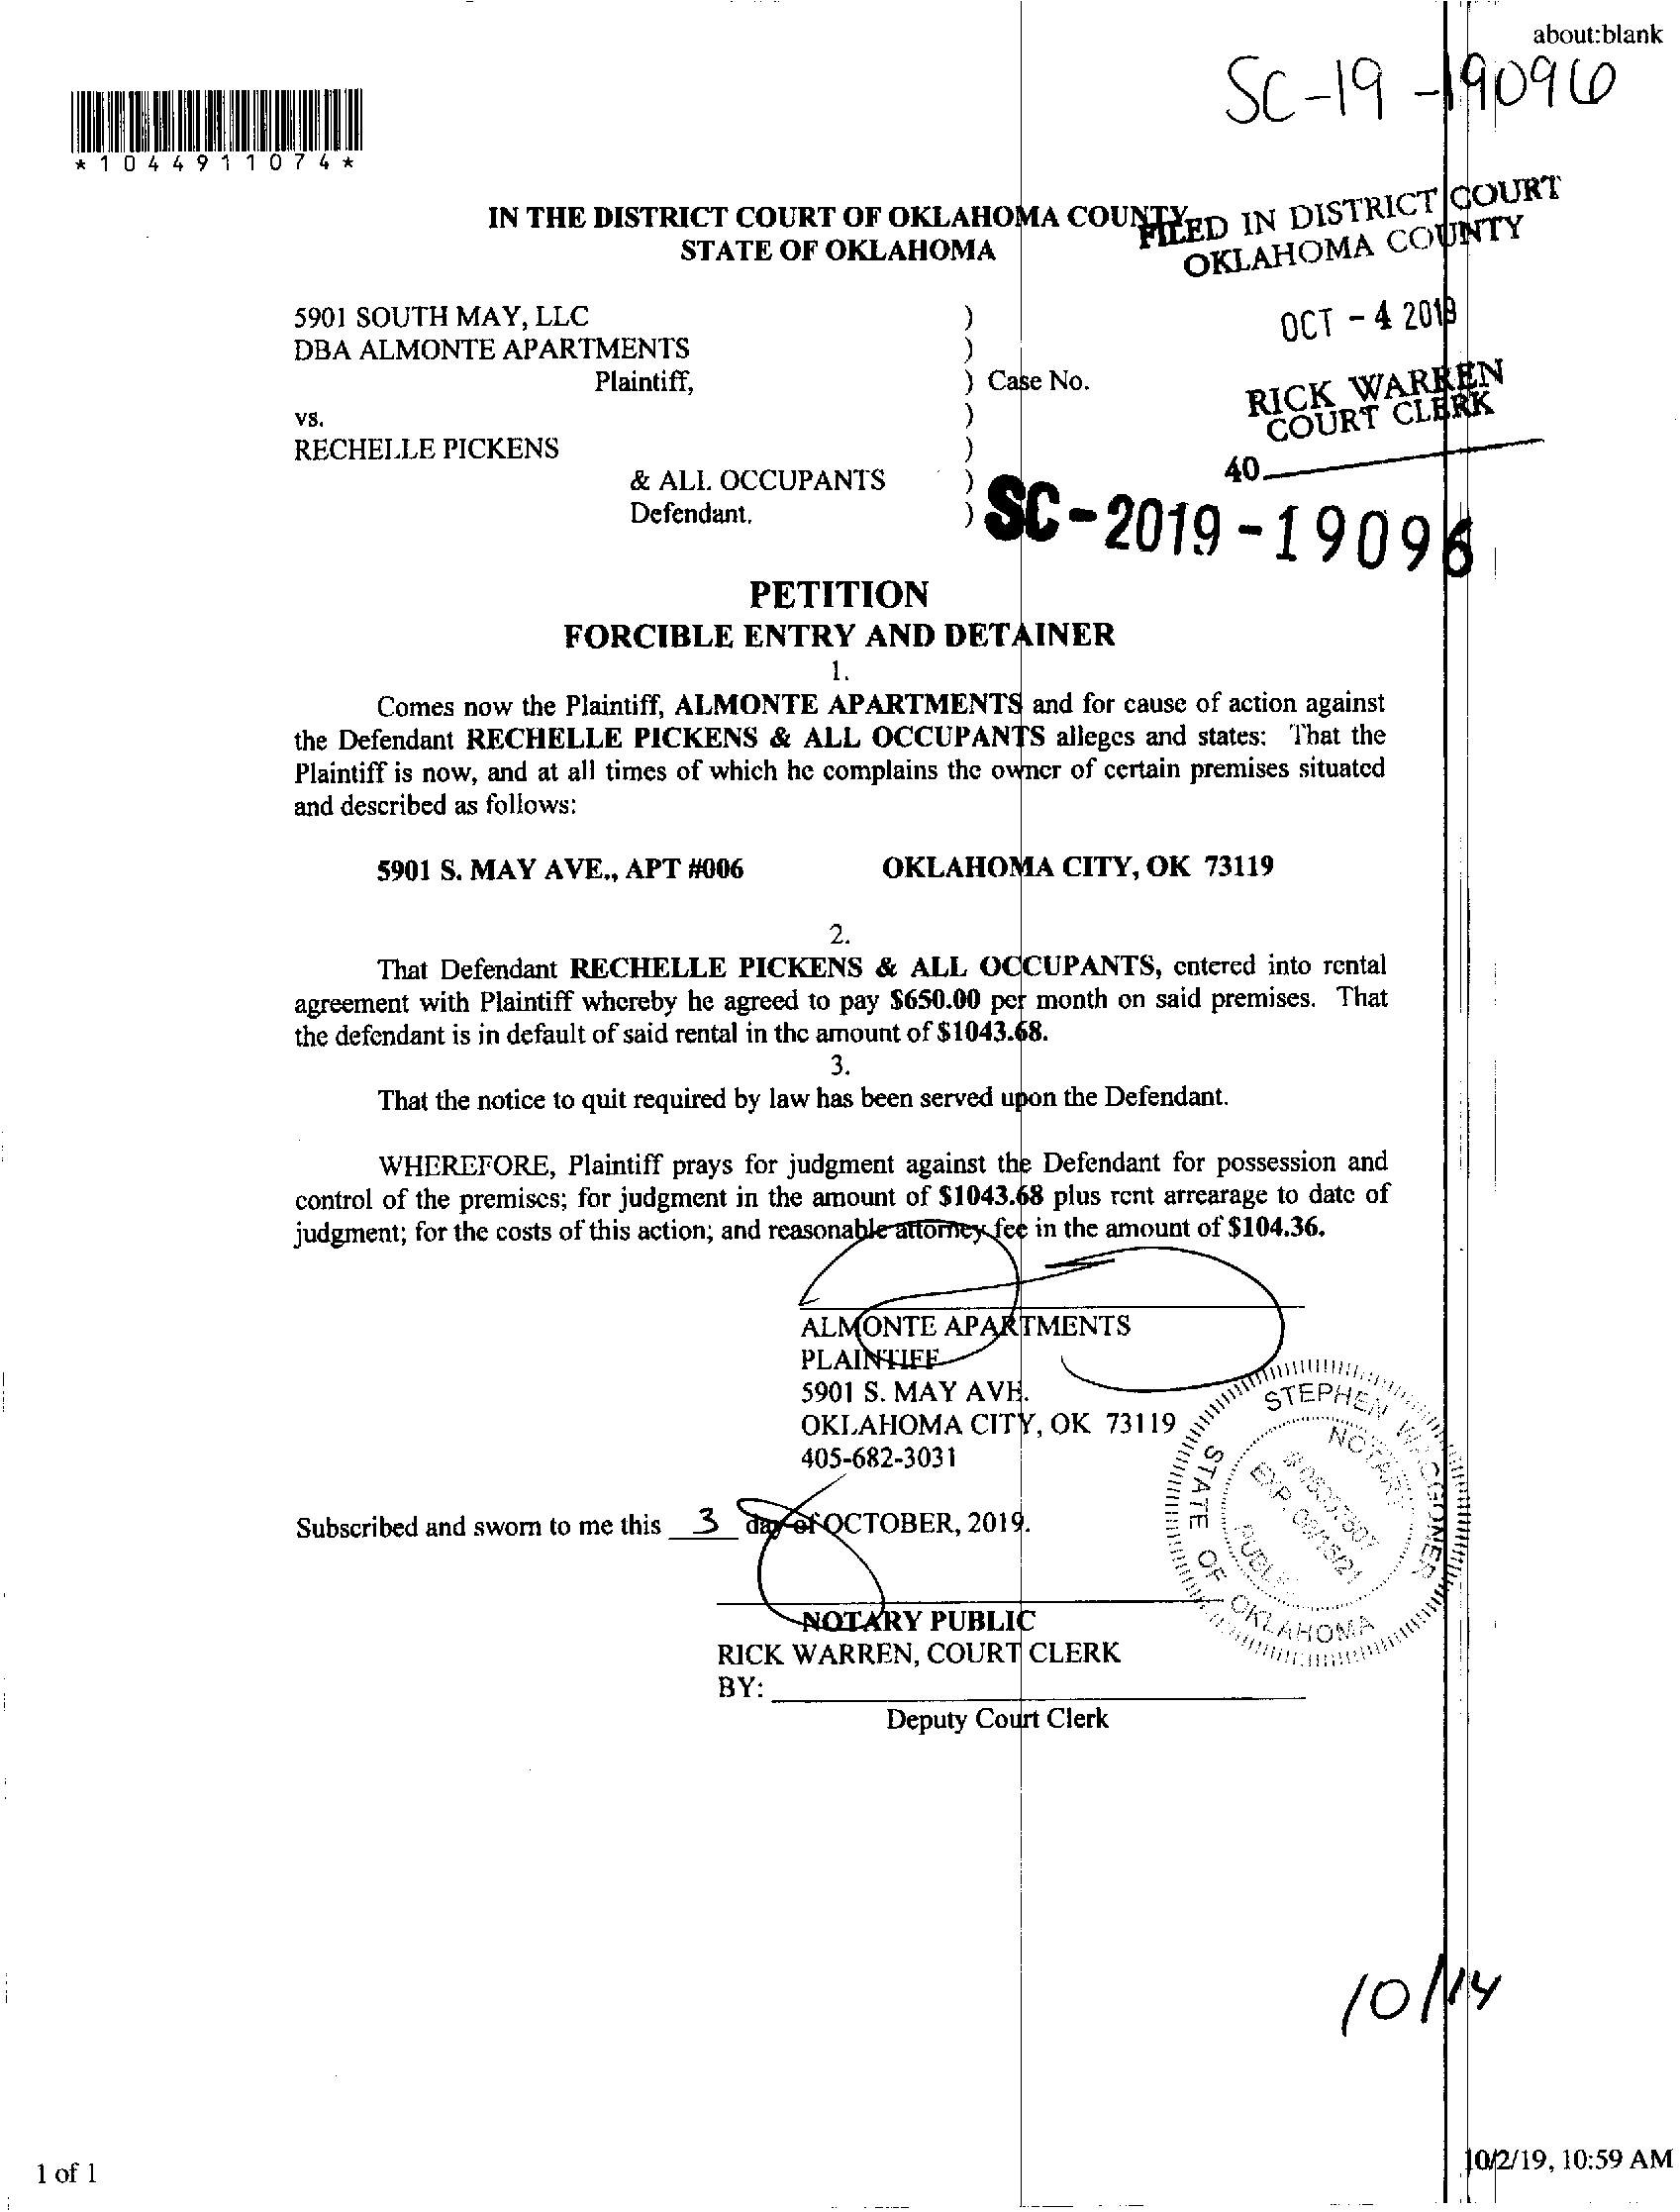 about:blank
SC-19-19096
*1044911074*
IN THE DISTRICT COURT OF OKLAHOMA COUNTY
STATE OF OKLAHOMA
FILED IN DISTRICT COURT
OKLAHOMA COUNTY
OCT - 4 2019
RICK WARREN
COURT CLERK
40
5901 SOUTH MAY, LLC )
DBA ALMONTE APARTMENTS )
Plaintiff, ) Case No.
vs. )
RECHELLE PICKENS )
& ALL OCCUPANTS )
Defendant. )
SC-2019-19096
PETITION
FORCIBLE ENTRY AND DETAINER
1.
Comes now the Plaintiff, ALMONTE APARTMENTS and for cause of action against
the Defendant RECHELLE PICKENS & ALL OCCUPANTS alleges and states: That the
Plaintiff is now, and at all times of which he complains the owner of certain premises situated
and described as follows:
5901 S. MAY AVE., APT #006 OKLAHOMA CITY, OK 73119
2.
That Defendant RECHELLE PICKENS & ALL OCCUPANTS, entered into rental
agreement with Plaintiff whereby he agreed to pay $650.00 per month on said premises. That
the defendant is in default of said rental in the amount of $1043.68.
3.
That the notice to quit required by law has been served upon the Defendant.
WHEREFORE, Plaintiff prays for judgment against the Defendant for possession and
control of the premises; for judgment in the amount of $1043.68 plus rent arrearage to date of
judgment; for the costs of this action; and reasonable attorney fee in the amount of $104.36.
ALMONTE APARTMENTS
PLAINTIFF
5901 S. MAY AVE.
OKLAHOMA CITY, OK 73119
405-682-3031
STEPHEN WAGGONER
NOTARY PUBLIC
STATE OF OKLAHOMA
EXP.
Subscribed and sworn to me this 3 day of OCTOBER, 2019.
NOTARY PUBLIC
RICK WARREN, COURT CLERK
BY:
Deputy Court Clerk
10/14
1 of 1
10/2/19, 10:59 AM